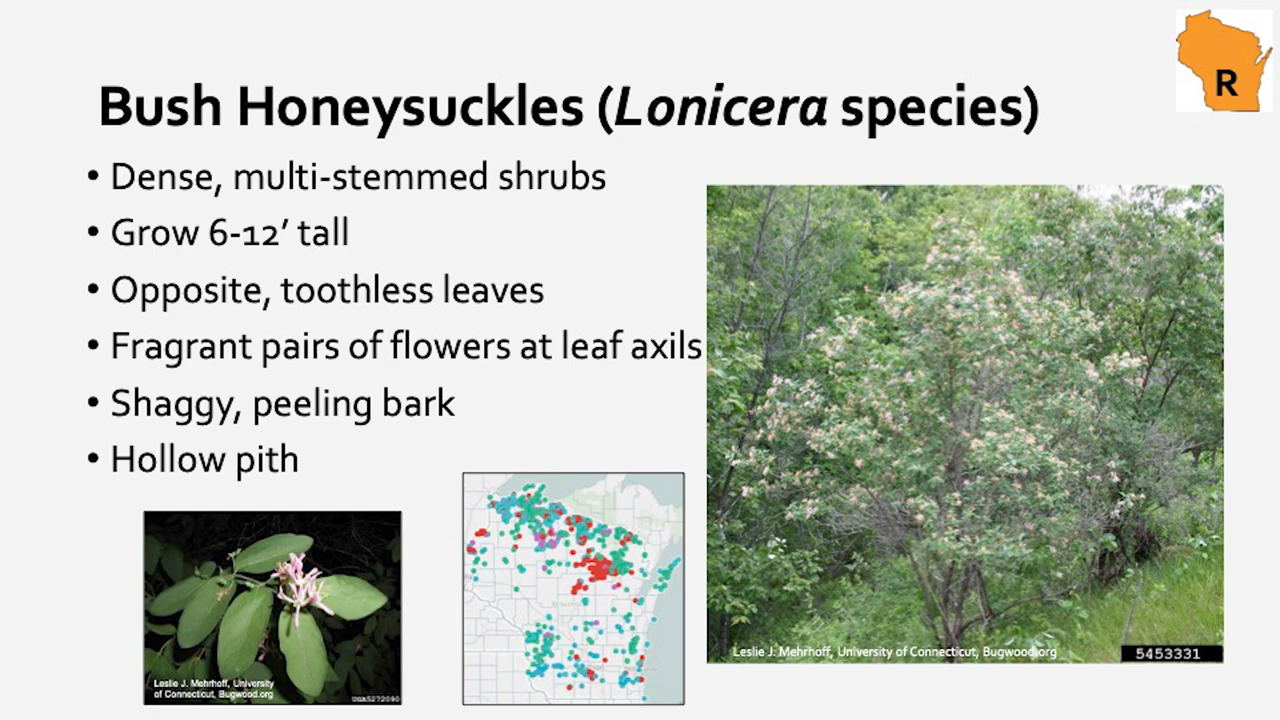 R
Bush Honeysuckles (Lonicera species)
• Dense, multi-stemmed shrubs
• Grow 6-12’ tall
• Opposite, toothless leaves
• Fragrant pairs of flowers at leaf axils
• Shaggy, peeling bark
• Hollow pith
Leslie J. Mehrhoff, University
of Connecticut, Bugwood.org
UGA5272090
Leslie J. Mehrhoff, University of Connecticut, Bugwood.org
5453331